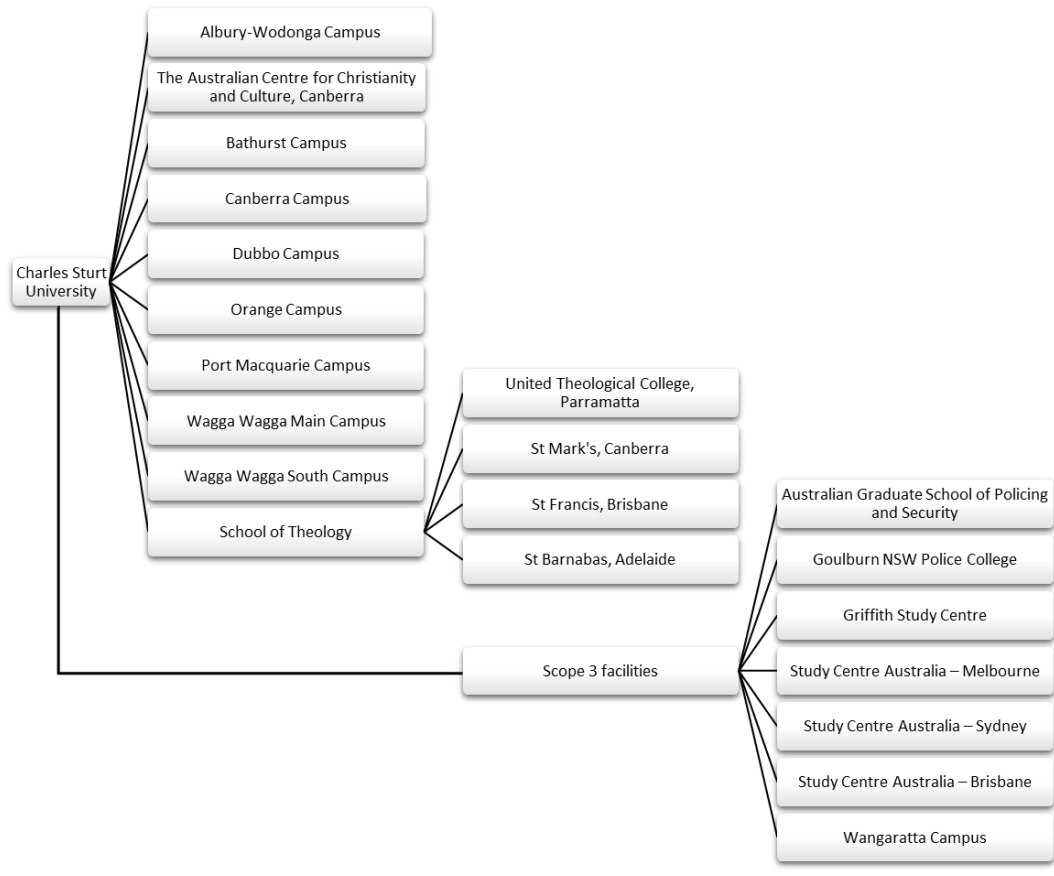 Albury-Wodonga Campus
The Australian Centre for Christianity
and Culture, Canberra
Bathurst Campus
Canberra Campus
Dubbo Campus
Charles Sturt
University
Orange Campus
Port Macquarie Campus
Wagga Wagga Main Campus
Wagga Wagga South Campus
School of Theology
United Theological College,
Parramatta
St Mark's, Canberra
St Francis, Brisbane
St Barnabas, Adelaide
Scope 3 facilities
Australian Graduate School of Policing
and Security
Goulburn NSW Police College
Griffith Study Centre
Study Centre Australia – Melbourne
Study Centre Australia – Sydney
Study Centre Australia – Brisbane
Wangaratta Campus